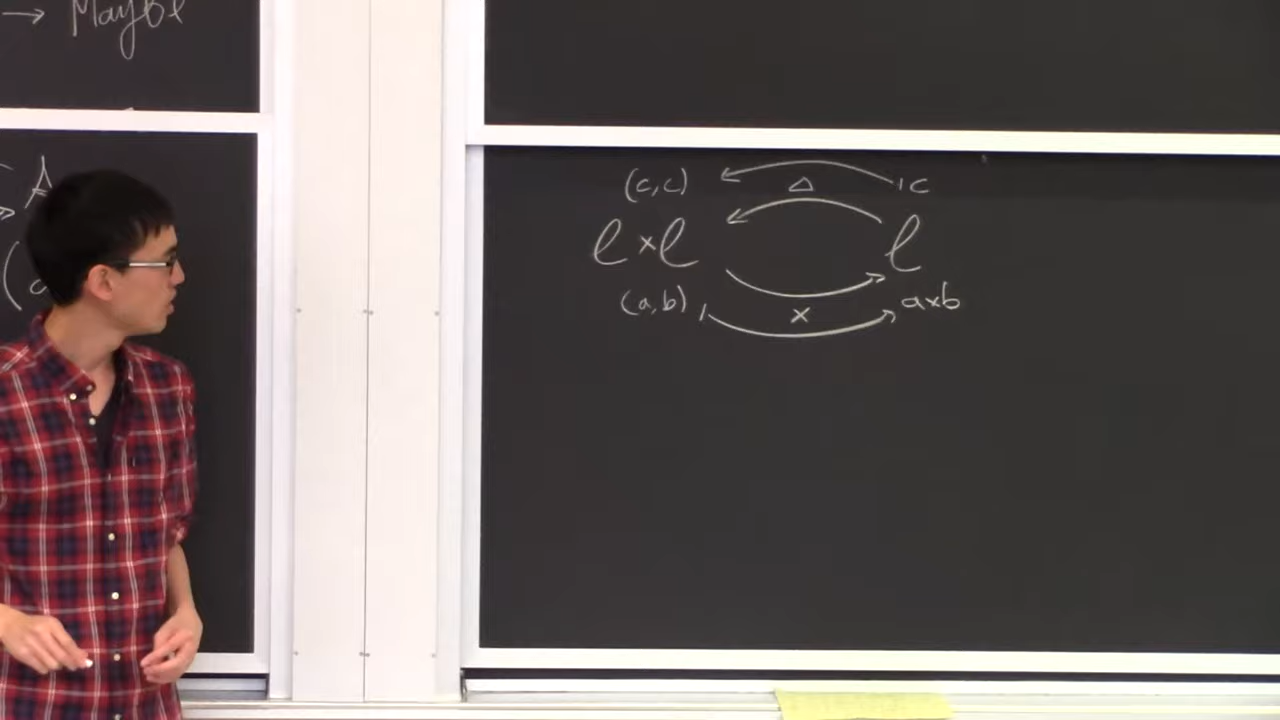 → Maybe
A
(a
(c,c) ↤ c
Δ
𝒞 × 𝒞 𝒞
(a,b) ↦ a×b
×